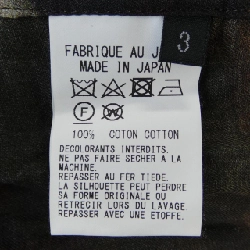 FABRIQUE AU J
3
MADE IN JAPAN
F
W
100% COTON COTTON
DECOLORANTS INTERDITS.
NE PAS FAIRE SECHER A LA
MACHINE.
REPASSER AU FER TIEDE.
LA SILHOUETTE PEUT PERDRE
SA FORME ORIGINALE OU
RETRECIR LORS DU LAVAGE
REPASSER AVEC UNE ETOFFE.